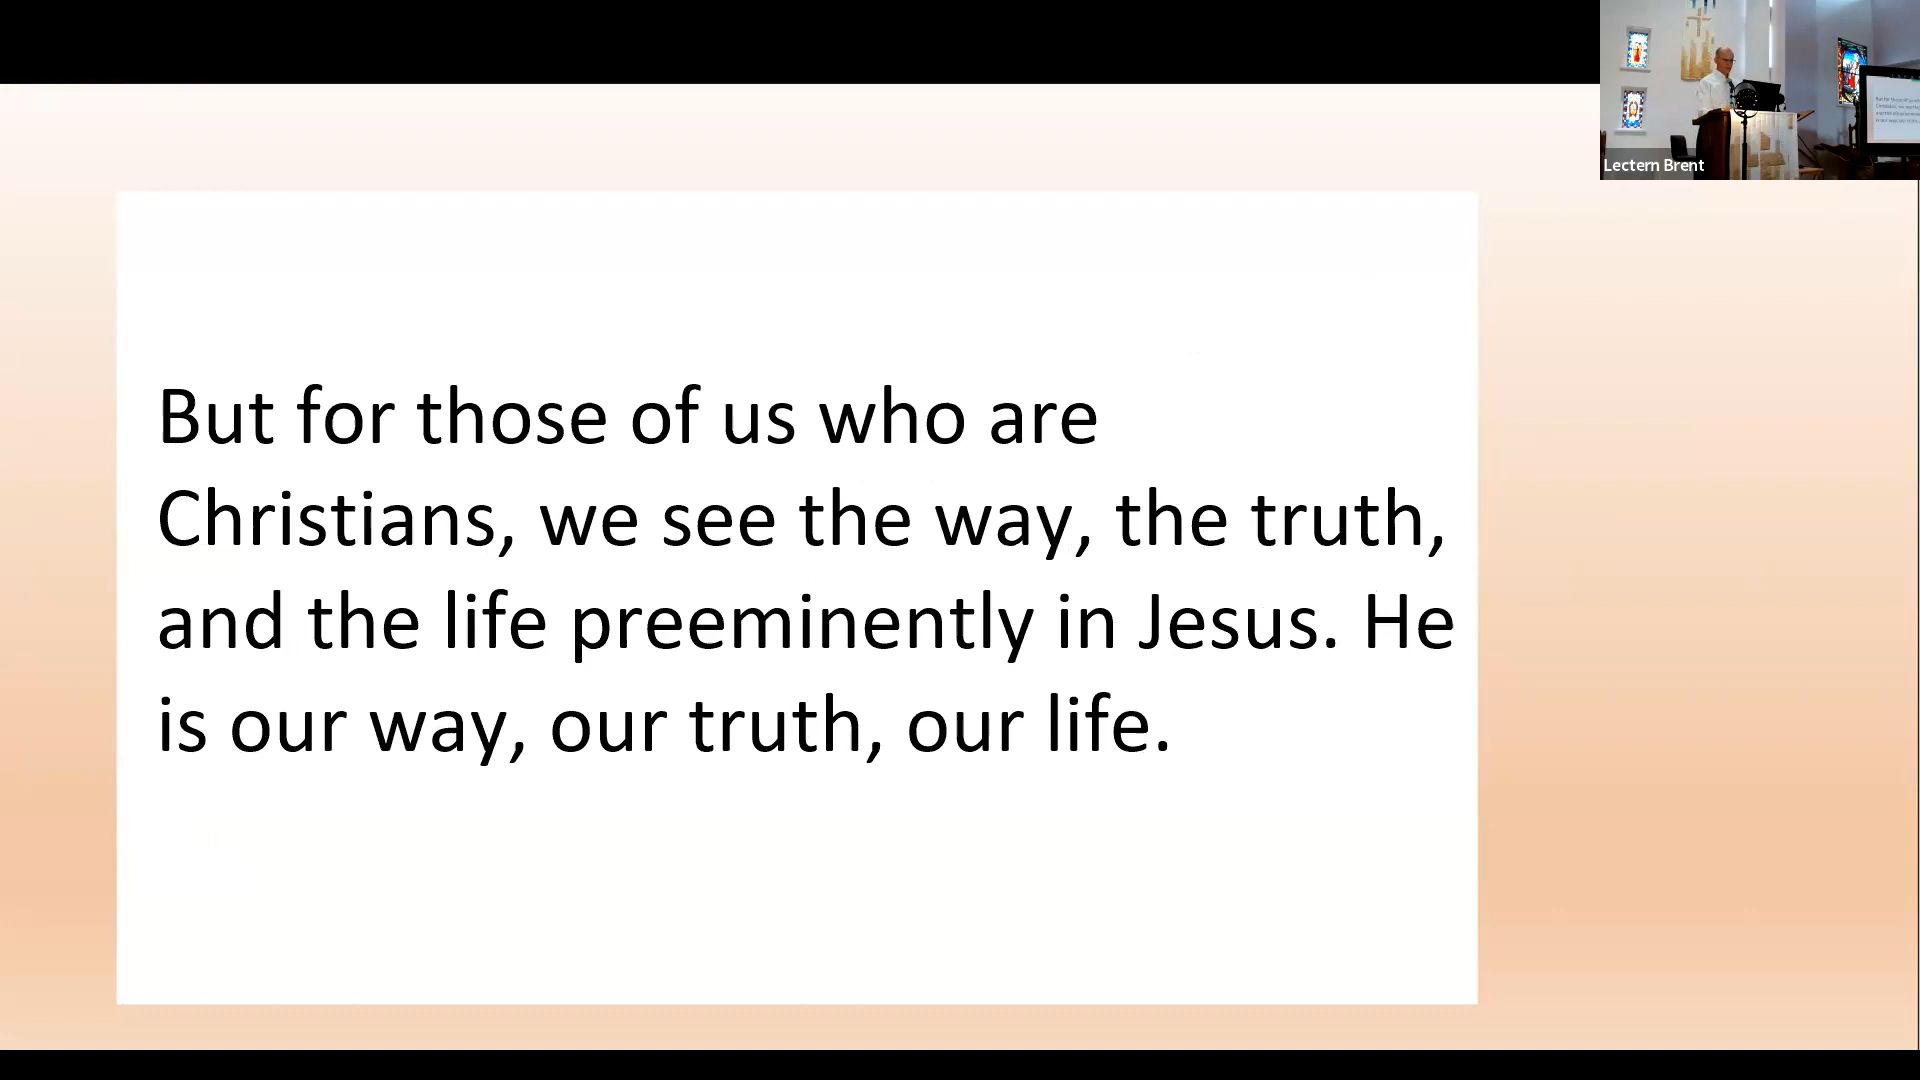 But for those of us who are
Christians, we see the way, the truth,
and the life preeminently in Jesus. He
is our way, our truth, our life.
Lectern Brent